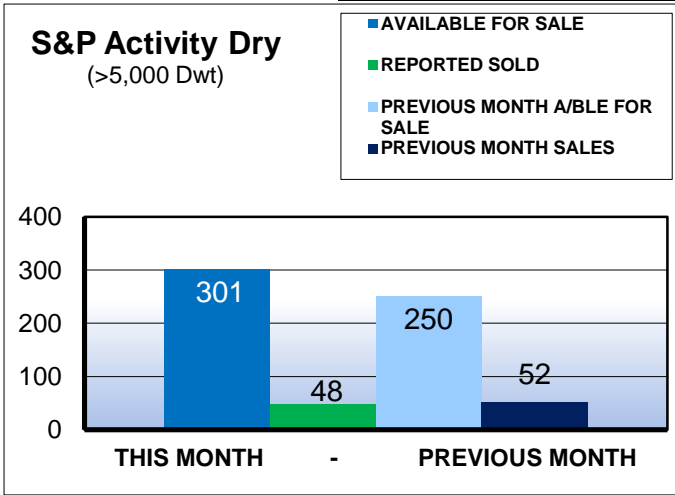 S&P Activity Dry
(>5,000 Dwt)
AVAILABLE FOR SALE
REPORTED SOLD
PREVIOUS MONTH A/BLE FOR
SALE
PREVIOUS MONTH SALES
400
300
200
100
0
301
48
250
52
THIS MONTH - PREVIOUS MONTH